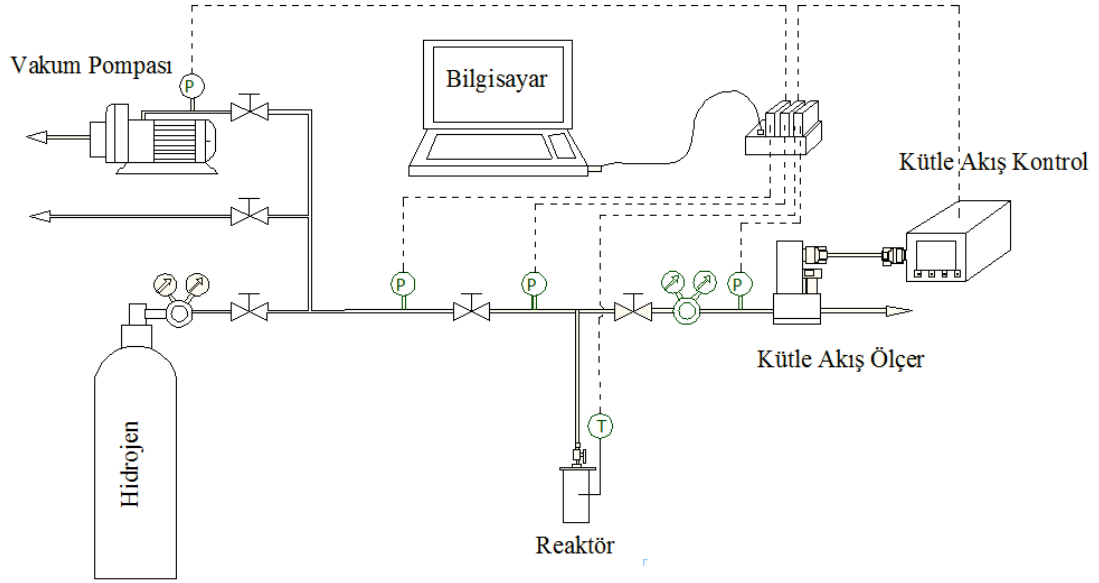 Vakum Pompası
P
Bilgisayar
Kütle Akış Kontrol
P
P
P
Kütle Akış Ölçer
Hidrojen
T
Reaktör